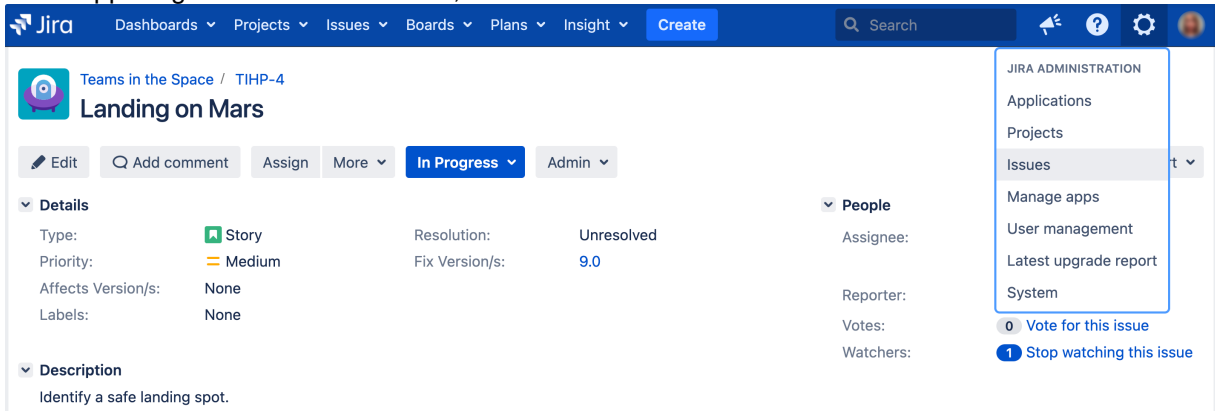 Jira Dashboards Projects Issues Boards Plans Insight Create Search
JIRA ADMINISTRATION
Applications
Projects
Issues
Manage apps
User management
Latest upgrade report
System
Teams in the Space / TIHP-4
Landing on Mars
Edit Add comment Assign More In Progress Admin
Details
Type: Story
Priority: Medium
Affects Version/s: None
Labels: None
Resolution: Unresolved
Fix Version/s: 9.0
People
Assignee:
Reporter:
Votes: 0 Vote for this issue
Watchers: 1 Stop watching this issue
Description
Identify a safe landing spot.